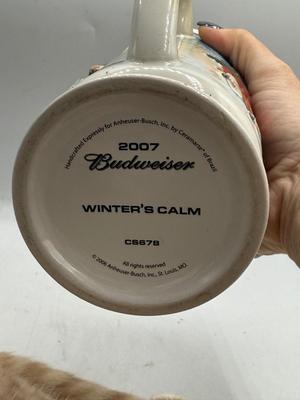 Handcrafted Expressly for Anheuser-Busch, Inc. by Ceramarte® of Brazil
2007
Budweiser
WINTER'S CALM
CS678
All rights reserved
© 2006 Anheuser-Busch, Inc., St. Louis, MO.